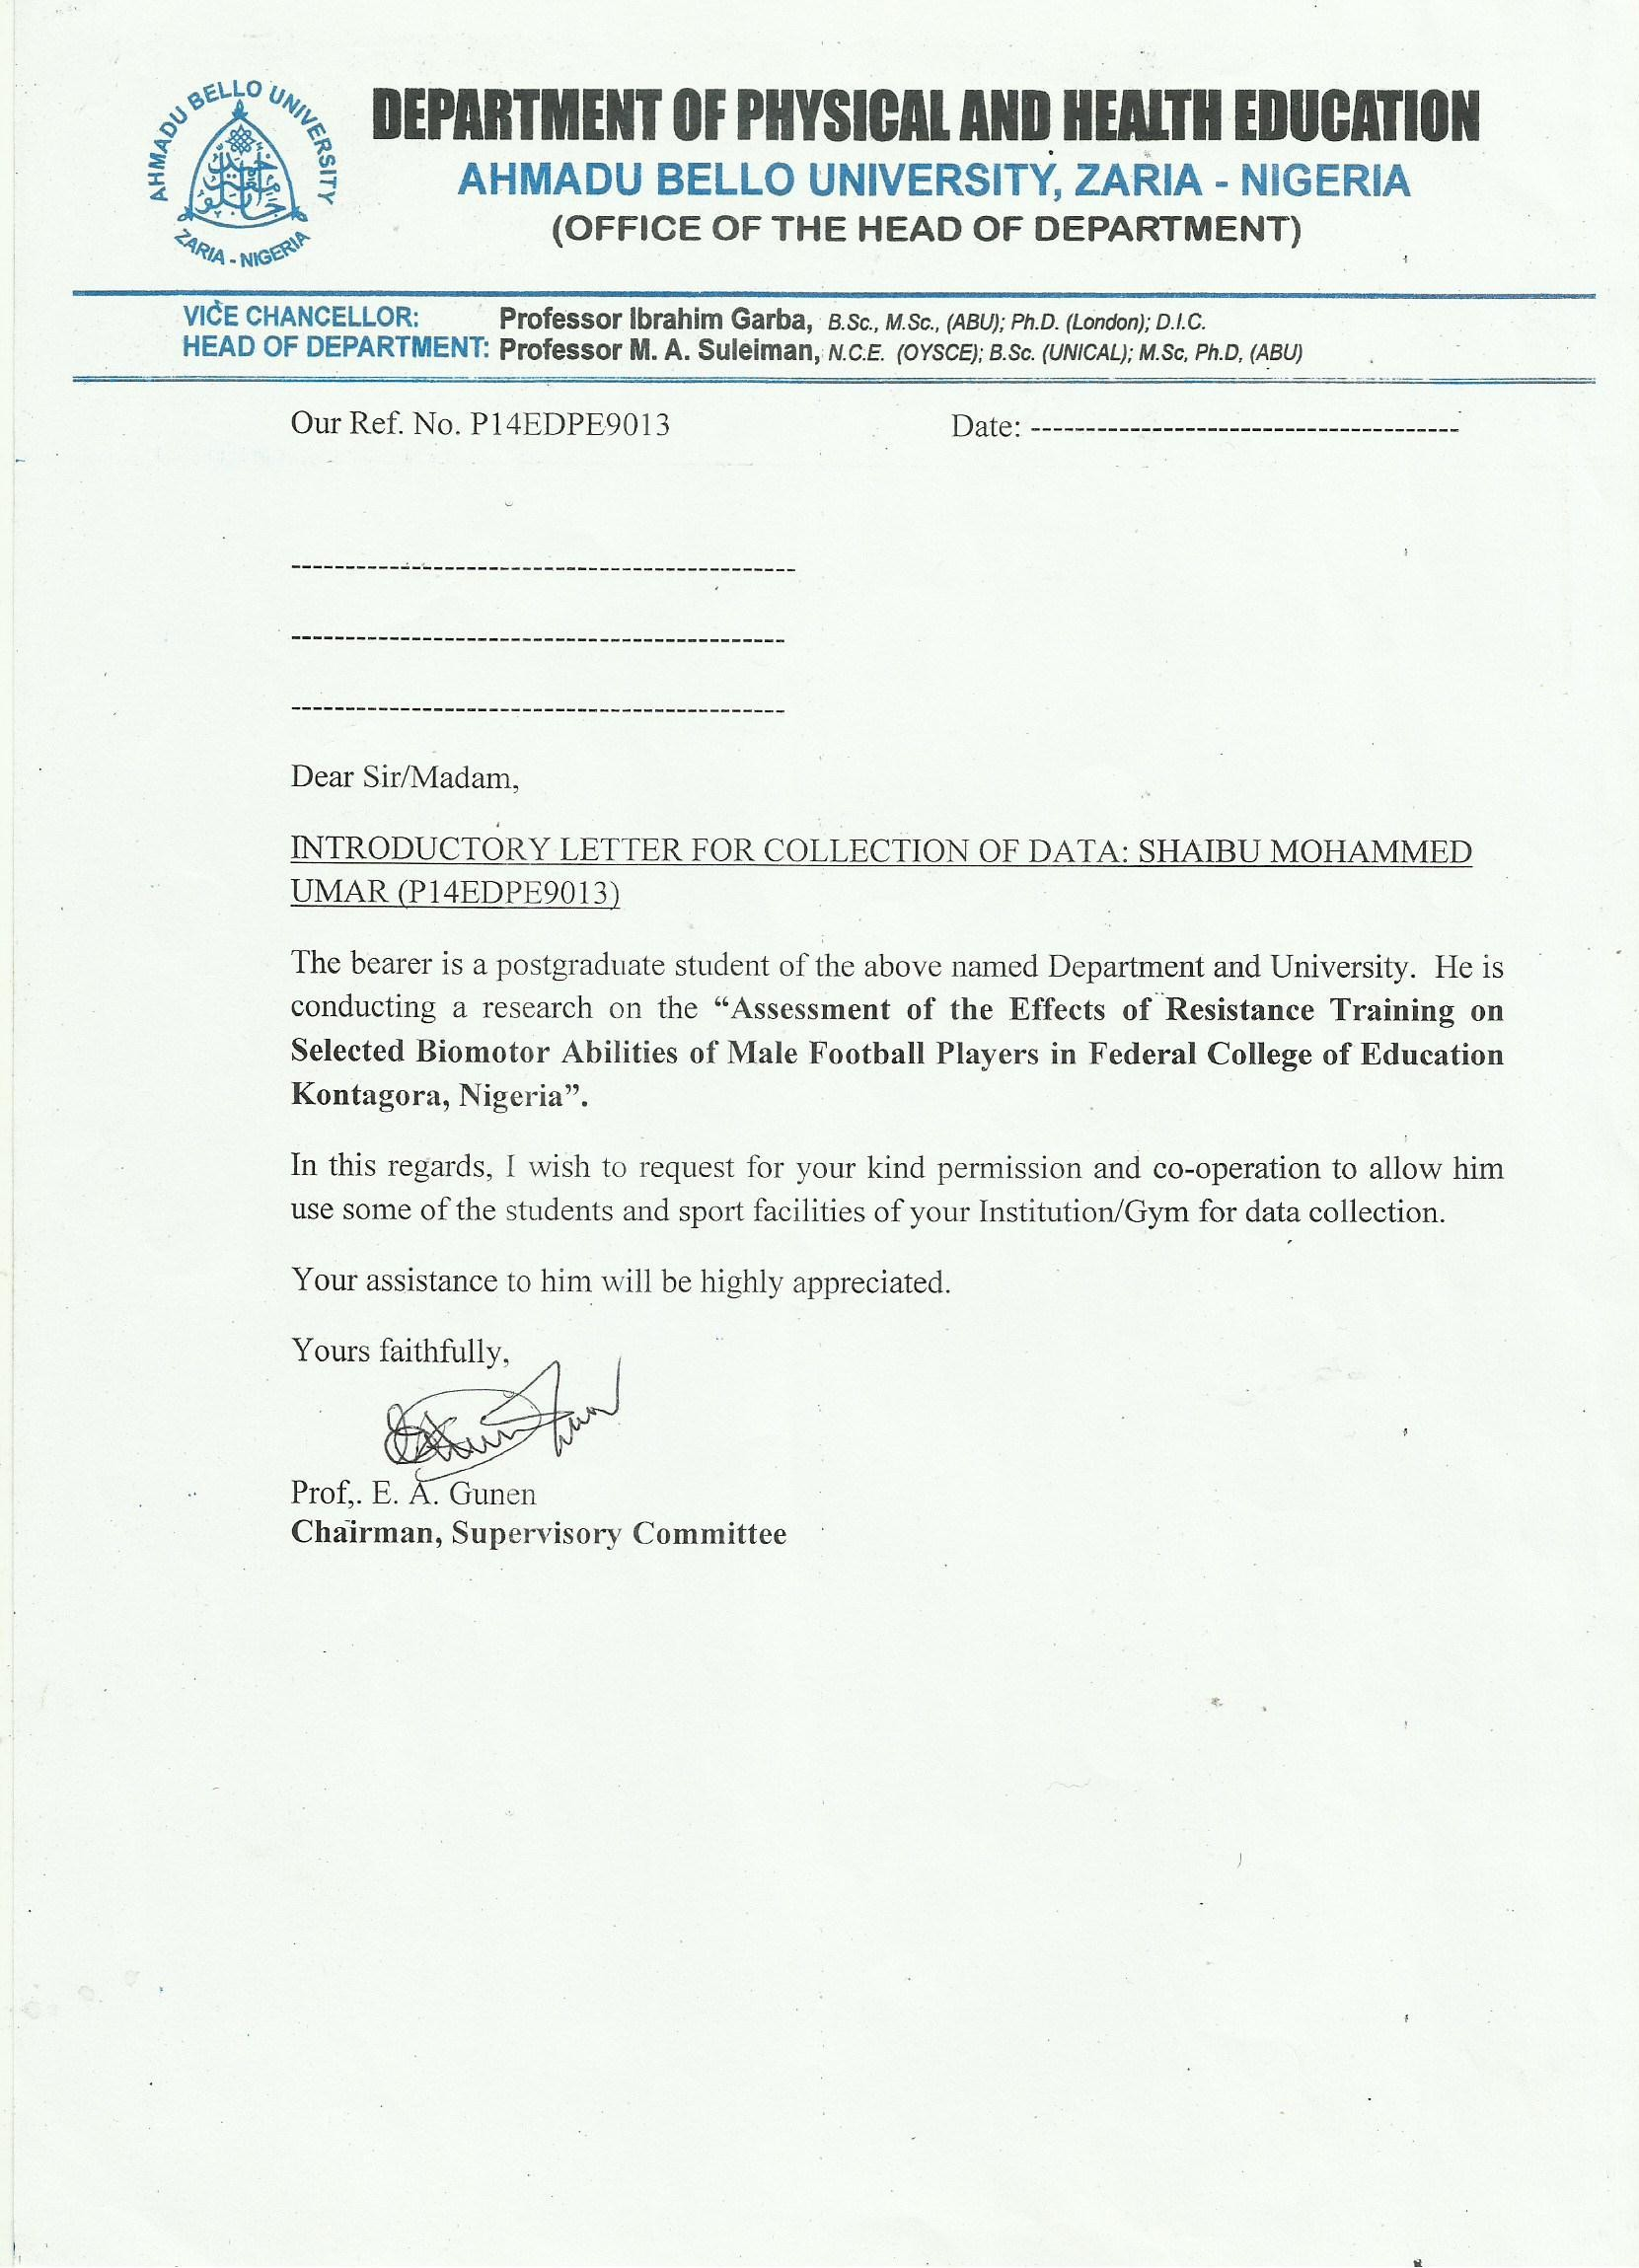 AHMADU BELLO UNIVERSITY
ZARIA - NIGERIA
DEPARTMENT OF PHYSICAL AND HEALTH EDUCATION
AHMADU BELLO UNIVERSITY, ZARIA - NIGERIA
(OFFICE OF THE HEAD OF DEPARTMENT)
VICE CHANCELLOR: Professor Ibrahim Garba, B.Sc., M.Sc., (ABU); Ph.D. (London); D.I.C.
HEAD OF DEPARTMENT: Professor M. A. Suleiman, N.C.E. (OYSCE); B.Sc. (UNICAL); M.Sc, Ph.D, (ABU)
Our Ref. No. P14EDPE9013 Date: ----------------------------------------
-----------------------------------------------
----------------------------------------------
----------------------------------------------
Dear Sir/Madam,
INTRODUCTORY LETTER FOR COLLECTION OF DATA: SHAIBU MOHAMMED
UMAR (P14EDPE9013)
The bearer is a postgraduate student of the above named Department and University. He is
conducting a research on the “Assessment of the Effects of Resistance Training on
Selected Biomotor Abilities of Male Football Players in Federal College of Education
Kontagora, Nigeria”.
In this regards, I wish to request for your kind permission and co-operation to allow him
use some of the students and sport facilities of your Institution/Gym for data collection.
Your assistance to him will be highly appreciated.
Yours faithfully,
Prof,. E. A. Gunen
Chairman, Supervisory Committee